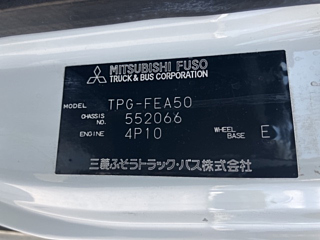 MITSUBISHI FUSO
TRUCK & BUS CORPORATION
MODEL TPG-FEA50
CHASSIS NO. 552066
ENGINE 4P10 WHEEL BASE E
三菱ふそうトラック・バス株式会社